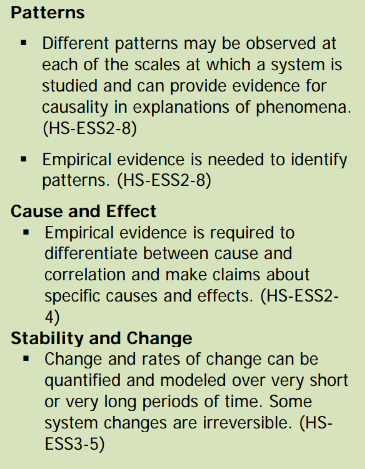 Patterns
▪ Different patterns may be observed at
each of the scales at which a system is
studied and can provide evidence for
causality in explanations of phenomena.
(HS-ESS2-8)
▪ Empirical evidence is needed to identify
patterns. (HS-ESS2-8)
Cause and Effect
▪ Empirical evidence is required to
differentiate between cause and
correlation and make claims about
specific causes and effects. (HS-ESS2-
4)
Stability and Change
▪ Change and rates of change can be
quantified and modeled over very short
or very long periods of time. Some
system changes are irreversible. (HS-
ESS3-5)